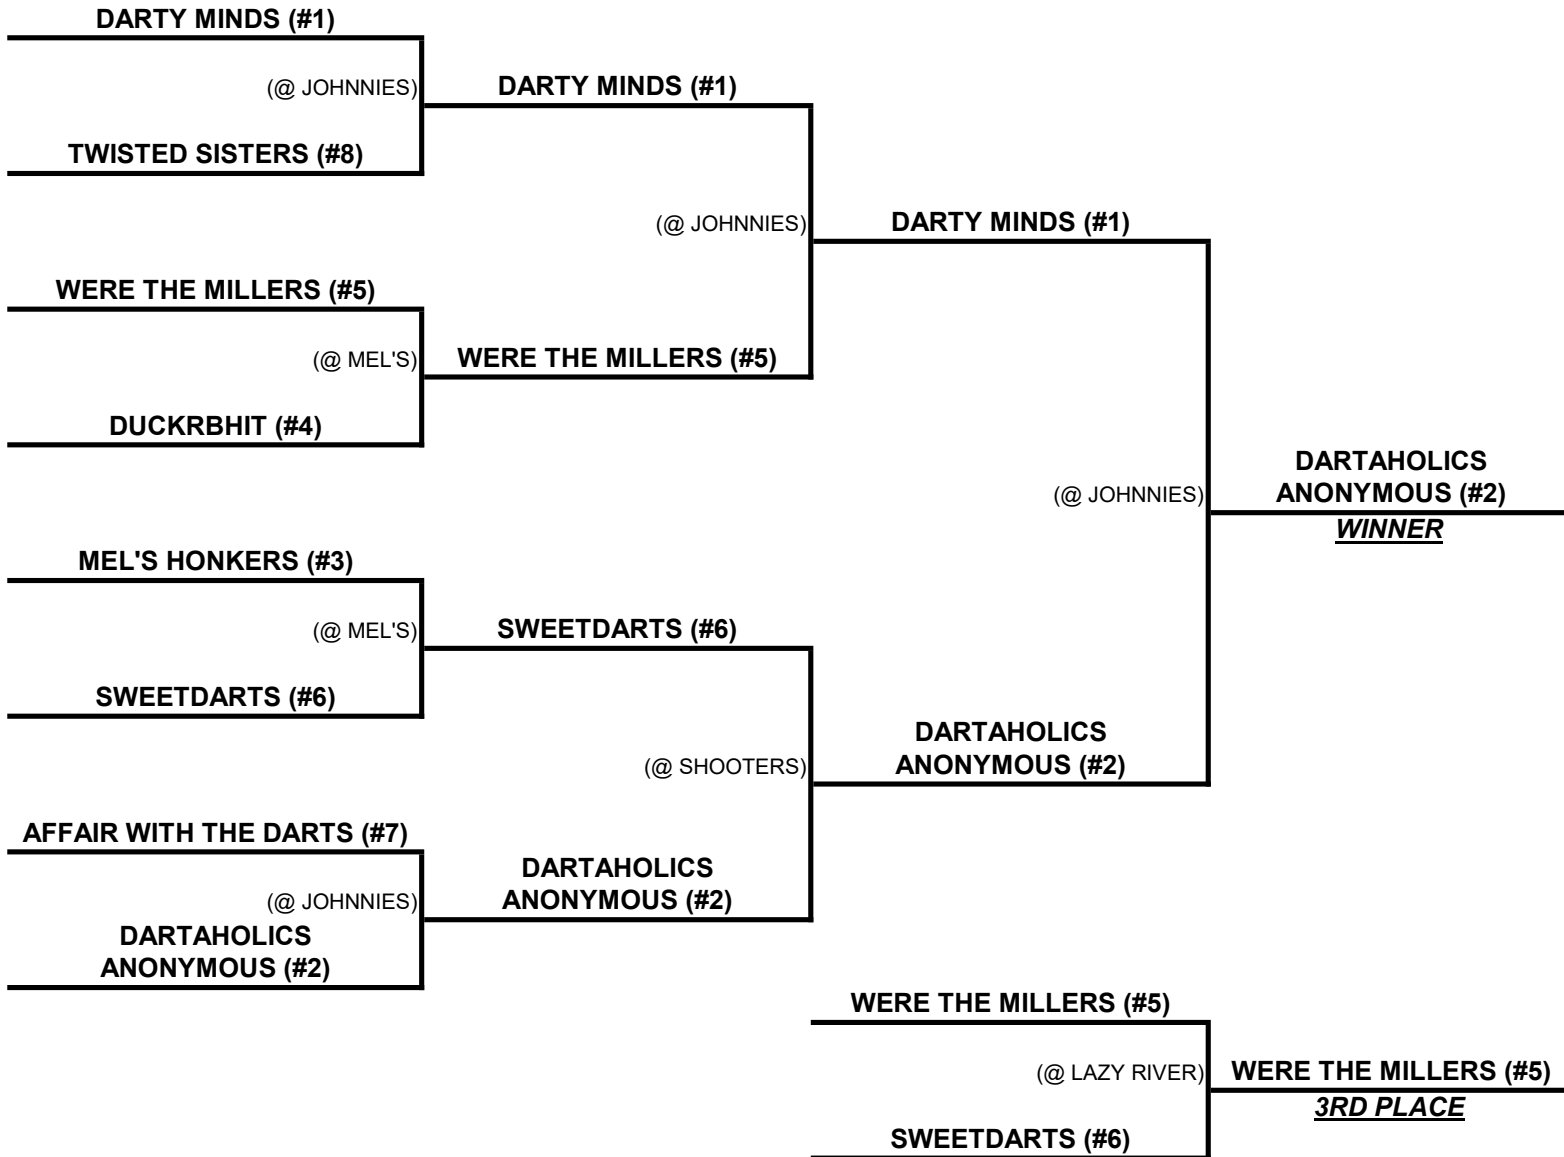 DARTY MINDS (#1)
(@ JOHNNIES)
DARTY MINDS (#1)
TWISTED SISTERS (#8)
(@ JOHNNIES)
DARTY MINDS (#1)
WERE THE MILLERS (#5)
(@ MEL'S)
WERE THE MILLERS (#5)
DUCKRBHIT (#4)
DARTAHOLICS
ANONYMOUS (#2)
(@ JOHNNIES)
WINNER
MEL'S HONKERS (#3)
(@ MEL'S)
SWEETDARTS (#6)
SWEETDARTS (#6)
DARTAHOLICS
ANONYMOUS (#2)
(@ SHOOTERS)
AFFAIR WITH THE DARTS (#7)
DARTAHOLICS
ANONYMOUS (#2)
(@ JOHNNIES)
DARTAHOLICS
ANONYMOUS (#2)
WERE THE MILLERS (#5)
(@ LAZY RIVER)
WERE THE MILLERS (#5)
3RD PLACE
SWEETDARTS (#6)